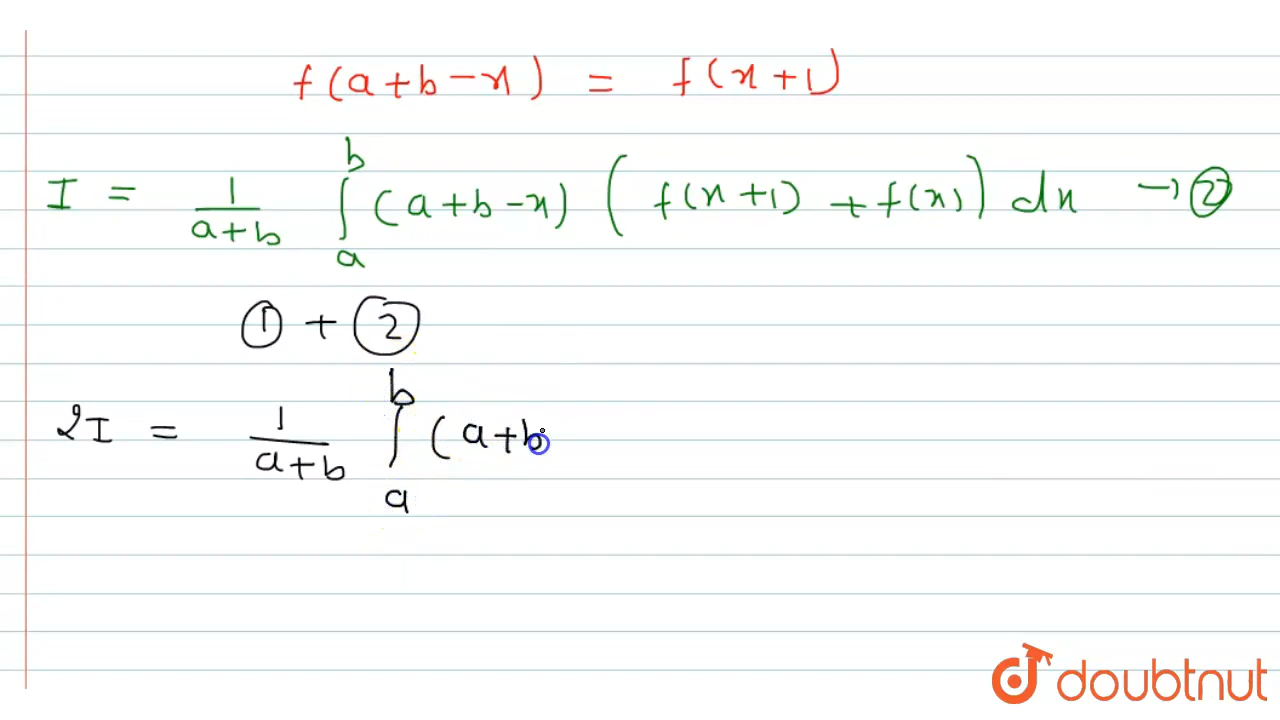 f(a+b-x) = f(x+1)
I = 1/(a+b) ∫_a^b (a+b-x) (f(x+1) + f(x)) dx → ②
① + ②
2I = 1/(a+b) ∫_a^b (a+b
doubtnut